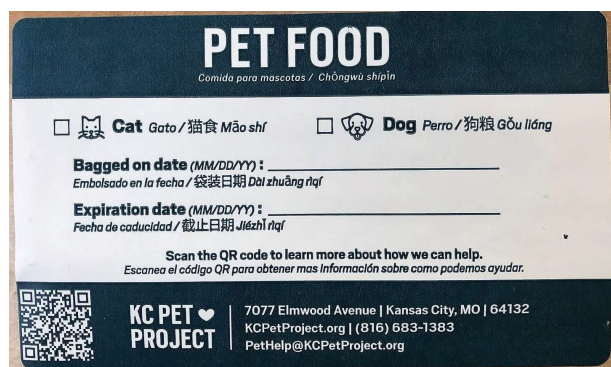 PET FOOD
Comida para mascotas / Chǒngwù shípìn
Cat Gato / 猫食 Māo shí
Dog Perro / 狗粮 Gǒu liáng
Bagged on date (MM/DD/YY) :
Embolsado en la fecha / 袋装日期 Dài zhuāng rìqí
Expiration date (MM/DD/YY) :
Fecha de caducidad / 截止日期 Jiézhǐ rìqí
Scan the QR code to learn more about how we can help.
Escanea el código QR para obtener mas información sobre como podemos ayudar.
KC PET
PROJECT
7077 Elmwood Avenue | Kansas City, MO | 64132
KCPetProject.org | (816) 683-1383
PetHelp@KCPetProject.org